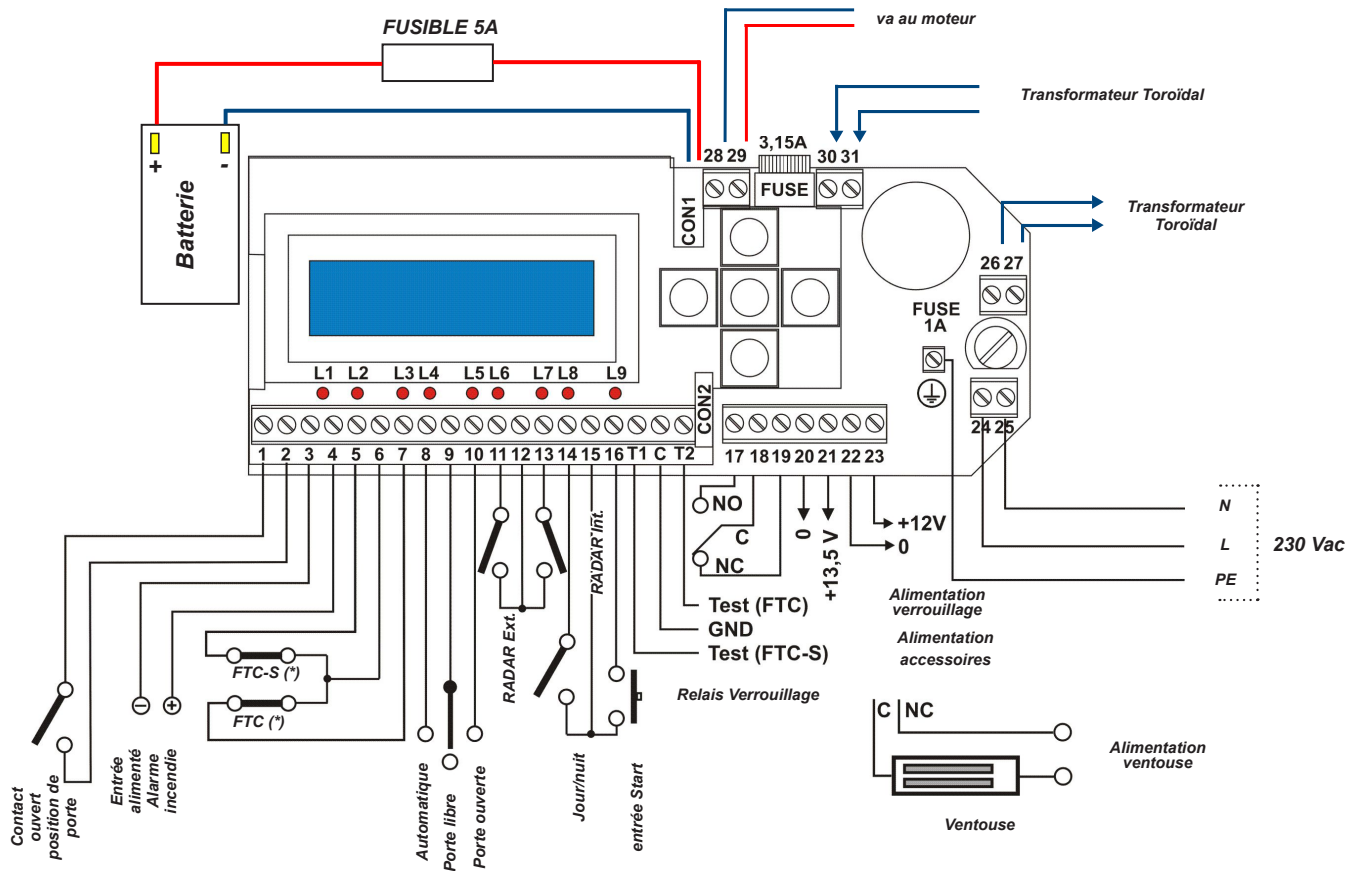 FUSIBLE 5A
va au moteur
Transformateur Toroïdal
Batterie
+
-
CON1
28 29
3,15A
FUSE
30 31
Transformateur
Toroïdal
26 27
FUSE
1A
L1 L2 L3 L4 L5 L6 L7 L8 L9
CON2
24 25
1 2 3 4 5 6 7 8 9 10 11 12 13 14 15 16 T1 C T2
17 18 19 20 21 22 23
NO
C
NC
0
+13,5 V
+12V
0
N
L
PE
230 Vac
RADAR Ext.
RADAR Int.
Test (FTC)
GND
Test (FTC-S)
Alimentation
verrouillage
Alimentation
accessoires
Relais Verrouillage
FTC-S (*)
FTC (*)
−
+
Contact
ouvert
position de
porte
Entrée
alimenté
Alarme
incendie
Automatique
Porte libre
Porte ouverte
Jour/nuit
entrée Start
C NC
Alimentation
ventouse
Ventouse